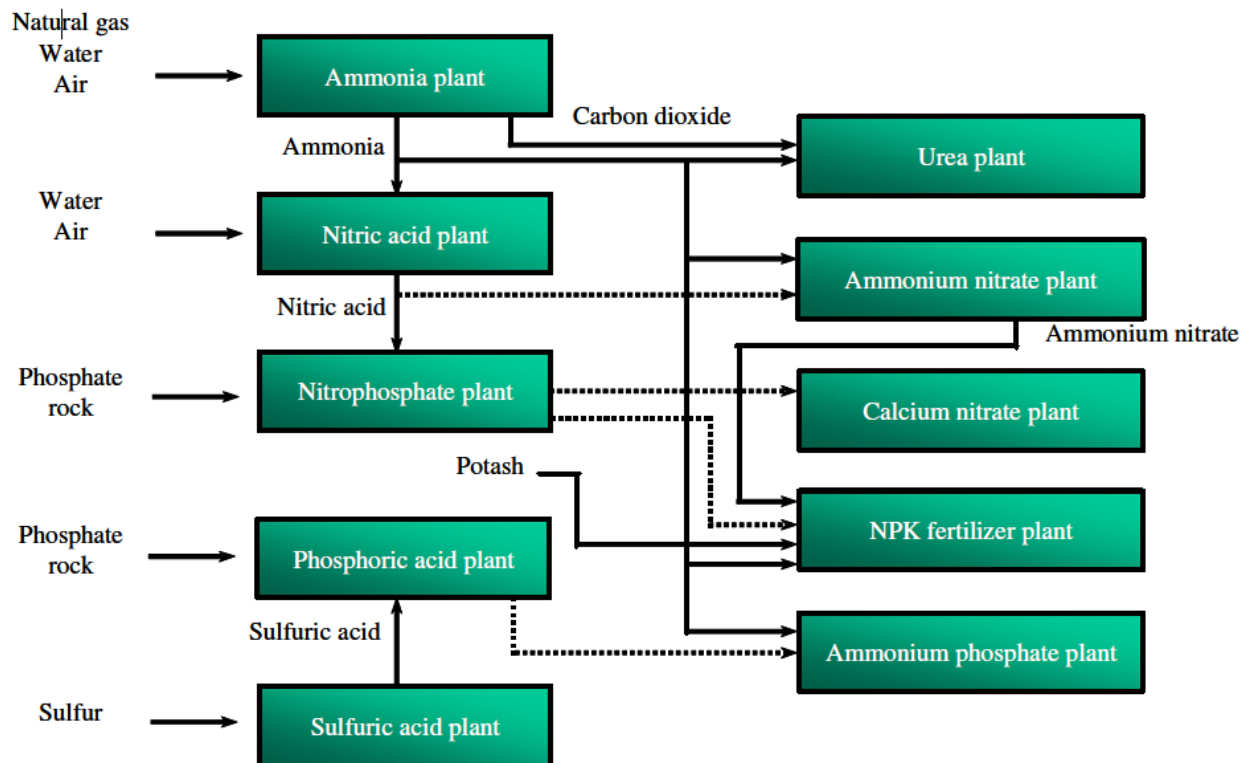 Natural gas
Water
Air
Ammonia plant
Carbon dioxide
Ammonia
Urea plant
Water
Air
Nitric acid plant
Ammonium nitrate plant
Nitric acid
Ammonium nitrate
Phosphate
rock
Nitrophosphate plant
Calcium nitrate plant
Potash
NPK fertilizer plant
Phosphate
rock
Phosphoric acid plant
Sulfuric acid
Ammonium phosphate plant
Sulfur
Sulfuric acid plant